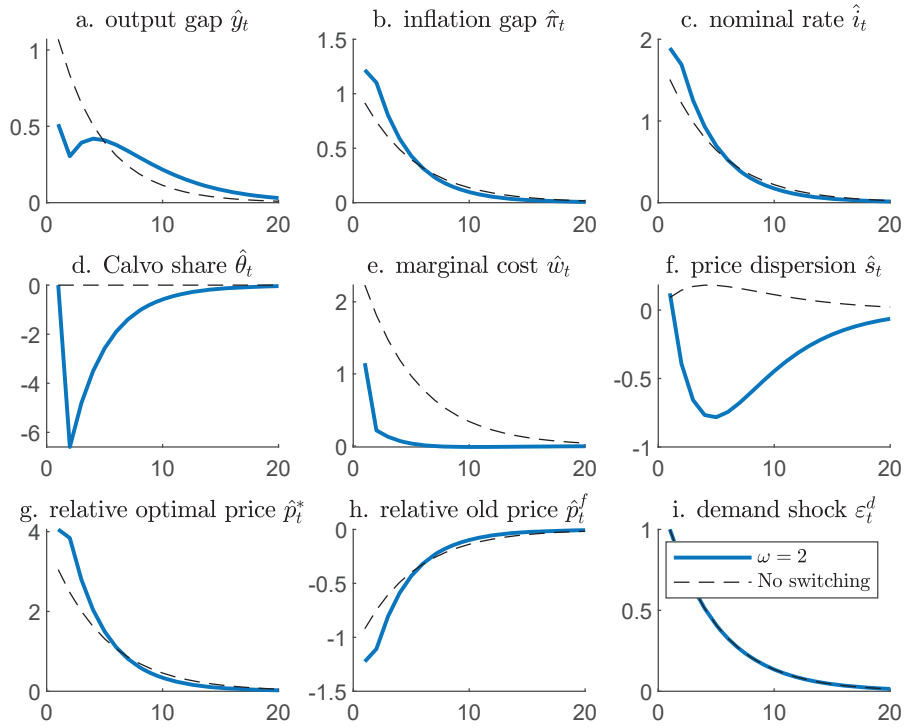 a. output gap ŷ_t
b. inflation gap π̂_t
c. nominal rate î_t
1
0.5
0
0 10 20
1.5
1
0.5
0
0 10 20
2
1
0
0 10 20
d. Calvo share θ̂_t
e. marginal cost ŵ_t
f. price dispersion ŝ_t
0
-2
-4
-6
0 10 20
2
1
0
0 10 20
0
-0.5
-1
0 10 20
g. relative optimal price p̂*_t
h. relative old price p̂^f_t
i. demand shock ε^d_t
4
2
0
0 10 20
0
-0.5
-1
-1.5
0 10 20
1
0.5
0
0 10 20
ω = 2
No switching